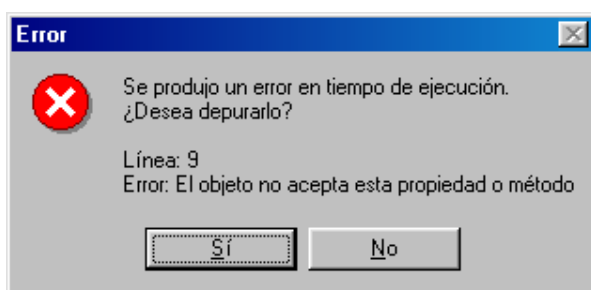 Error
Se produjo un error en tiempo de ejecución.
¿Desea depurarlo?
Línea: 9
Error: El objeto no acepta esta propiedad o método
Sí
No